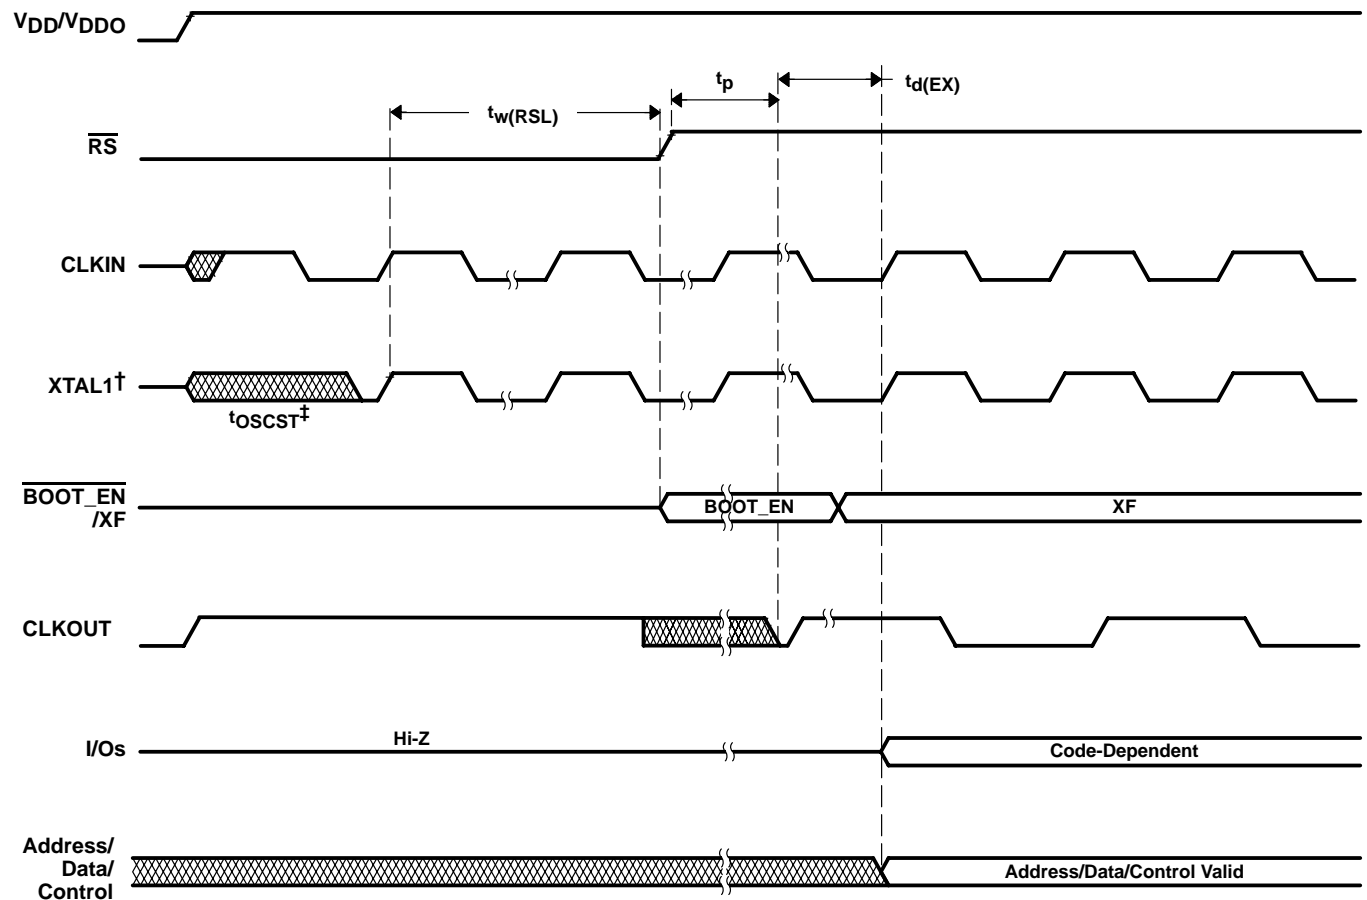 VDD/VDDO
tp
td(EX)
tw(RSL)
RS
CLKIN
XTAL1†
tOSCST‡
BOOT_EN
/XF
BOOT_EN
XF
CLKOUT
I/Os
Hi-Z
Code-Dependent
Address/
Data/
Control
Address/Data/Control Valid